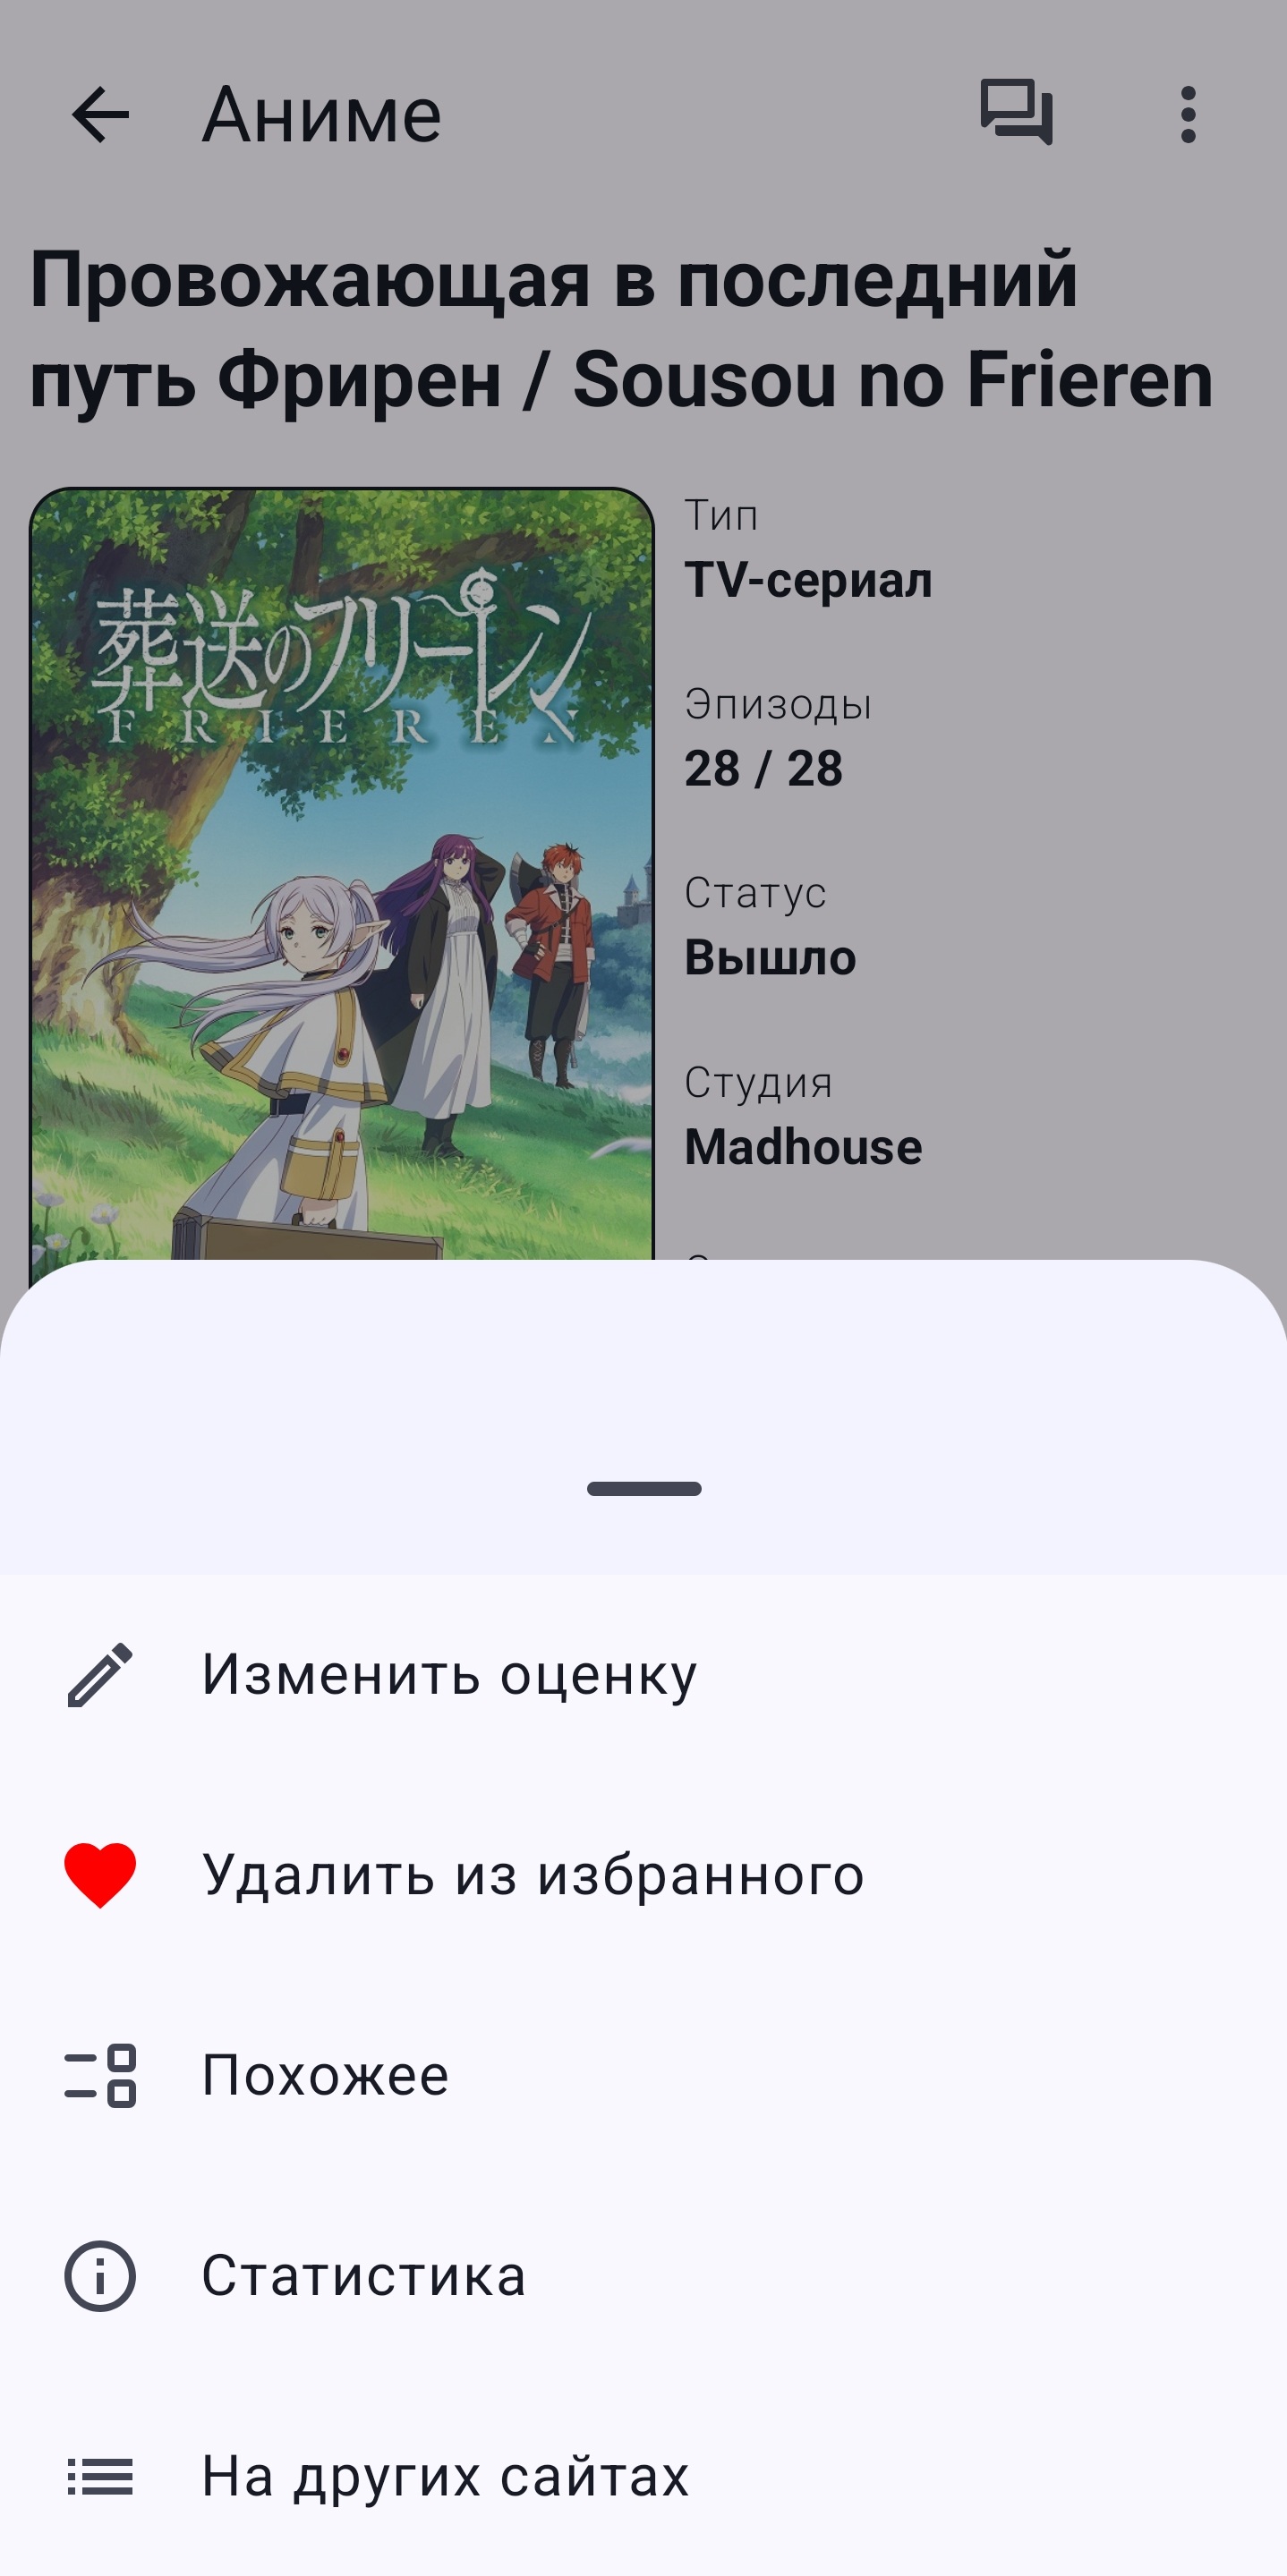 Аниме
Провожающая в последний
путь Фрирен / Sousou no Frieren
葬送のフリーレン
FRIEREN
Тип
TV-сериал
Эпизоды
28 / 28
Статус
Вышло
Студия
Madhouse
Изменить оценку
Удалить из избранного
Похожее
Статистика
На других сайтах